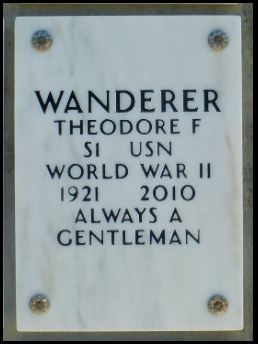 WANDERER
THEODORE F
S1 USN
WORLD WAR II
1921 2010
ALWAYS A
GENTLEMAN